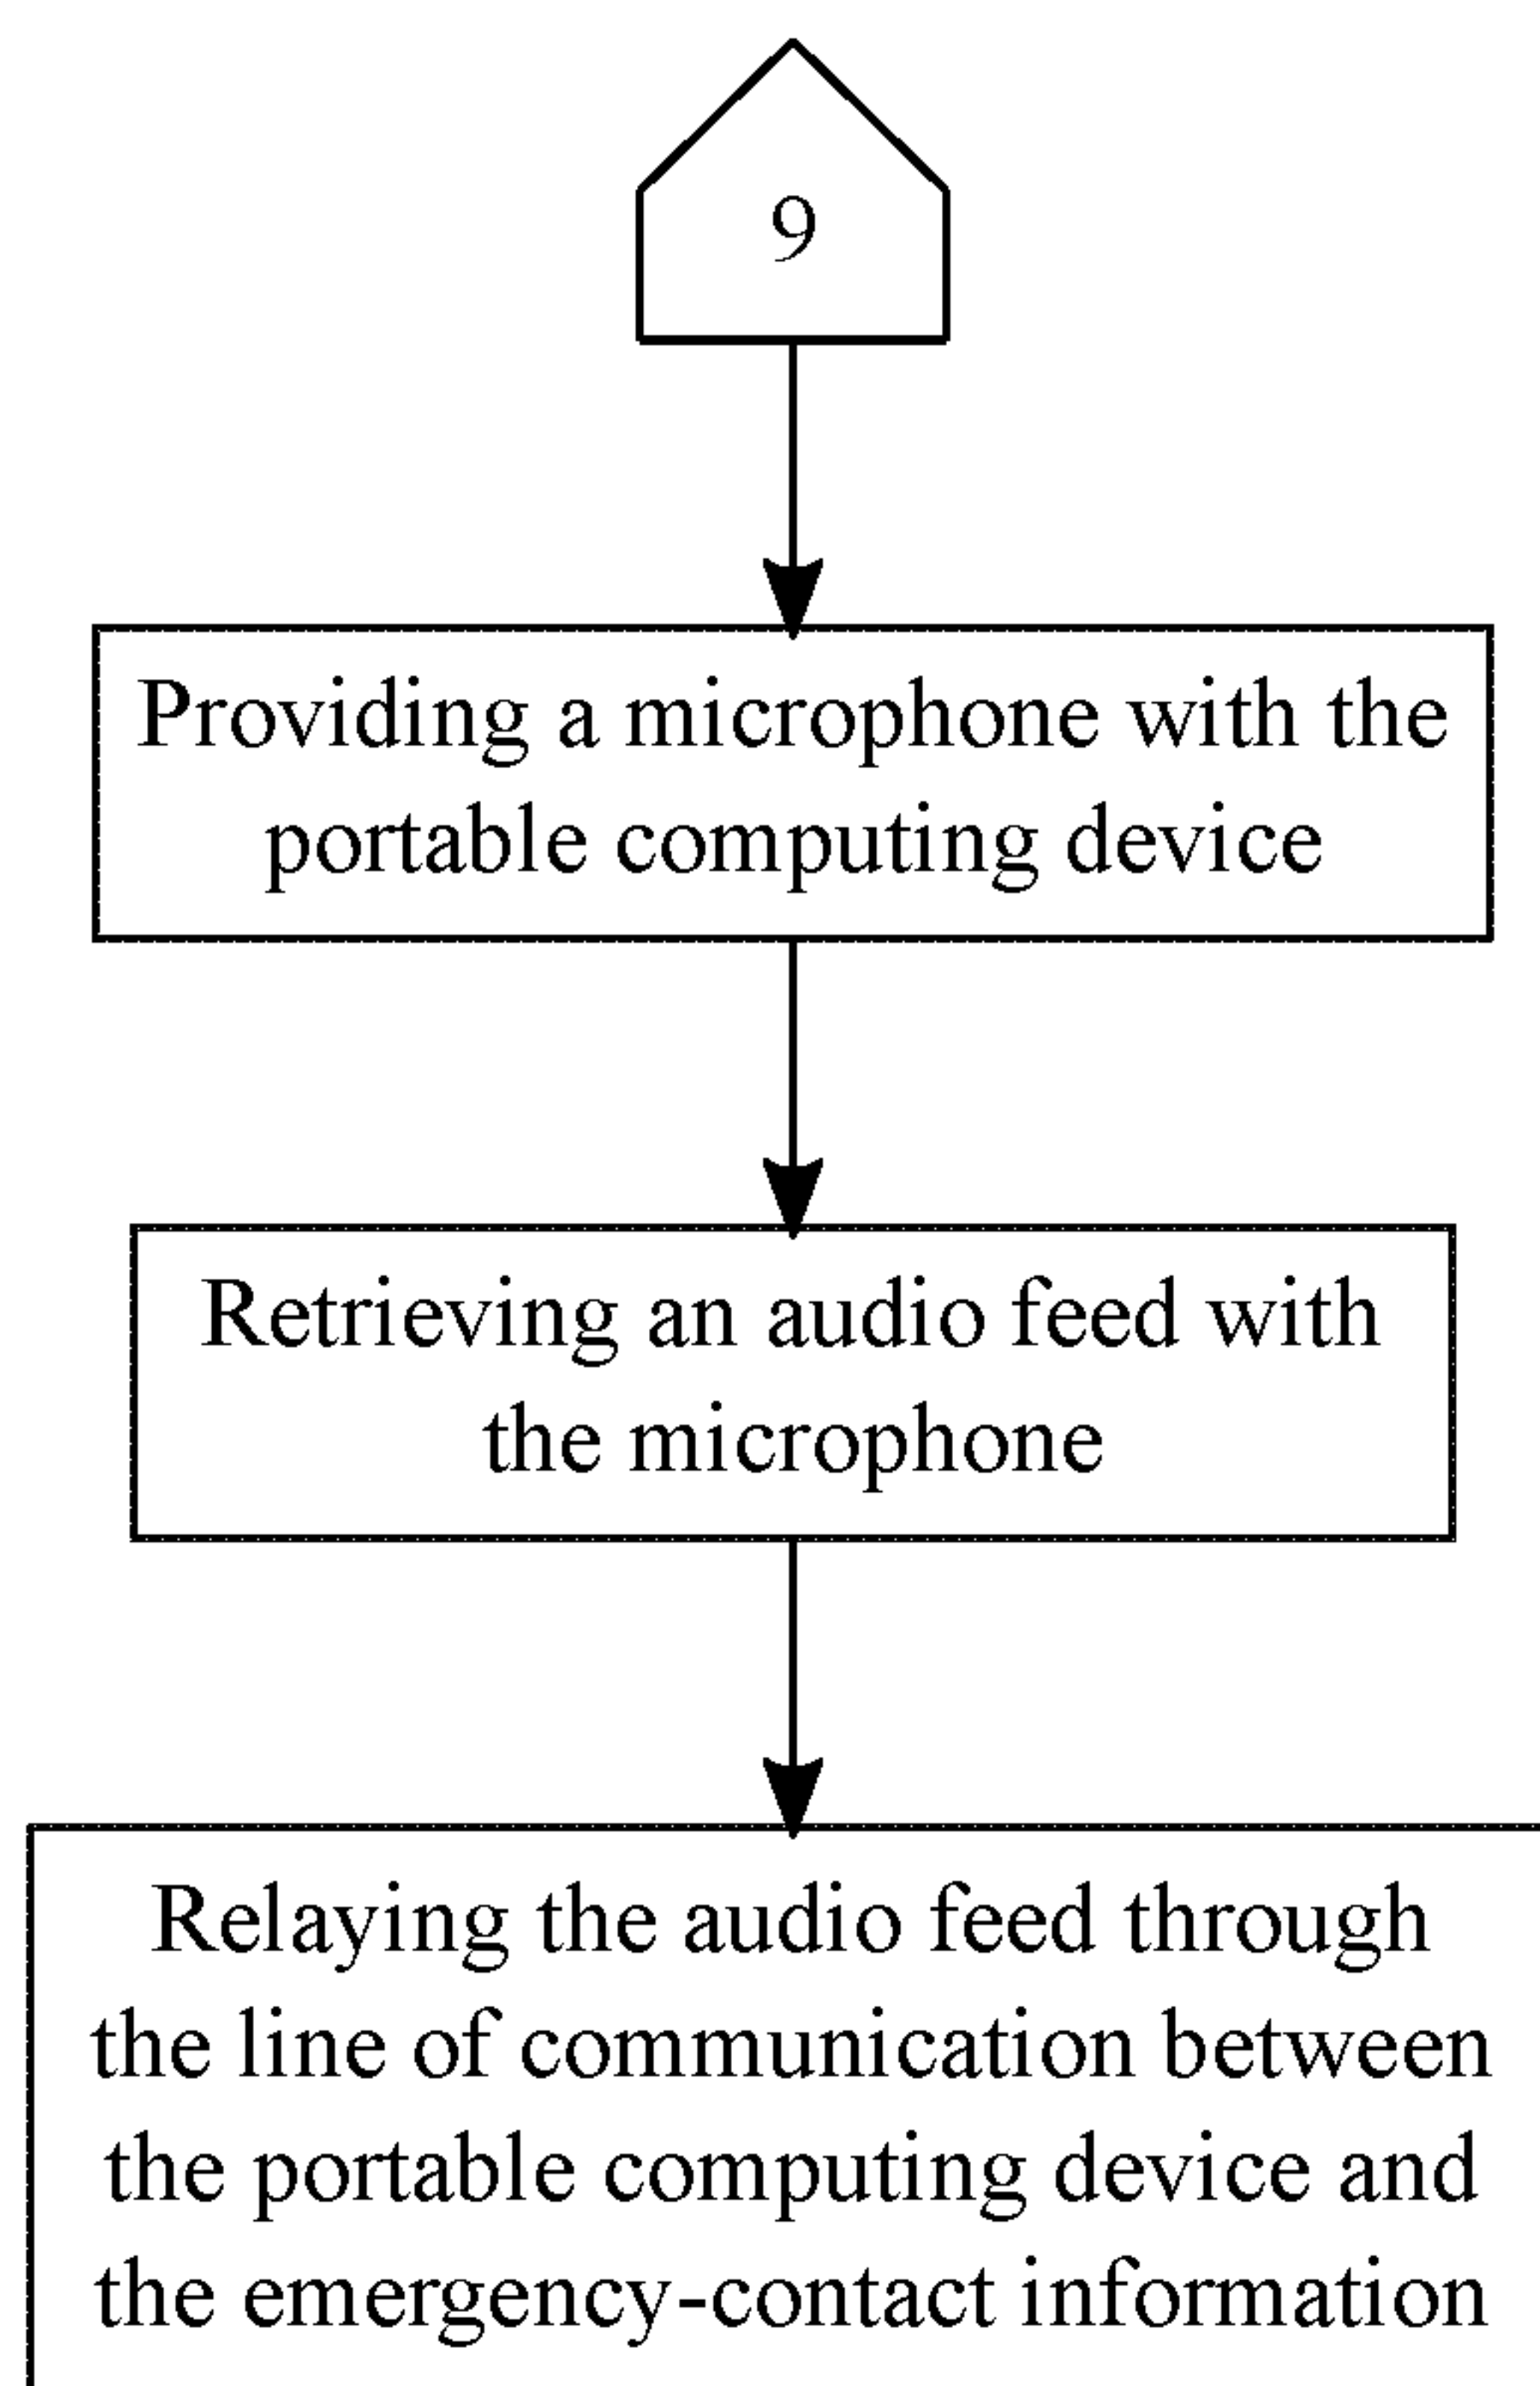 9
Providing a microphone with the
portable computing device
Retrieving an audio feed with
the microphone
Relaying the audio feed through
the line of communication between
the portable computing device and
the emergency-contact information